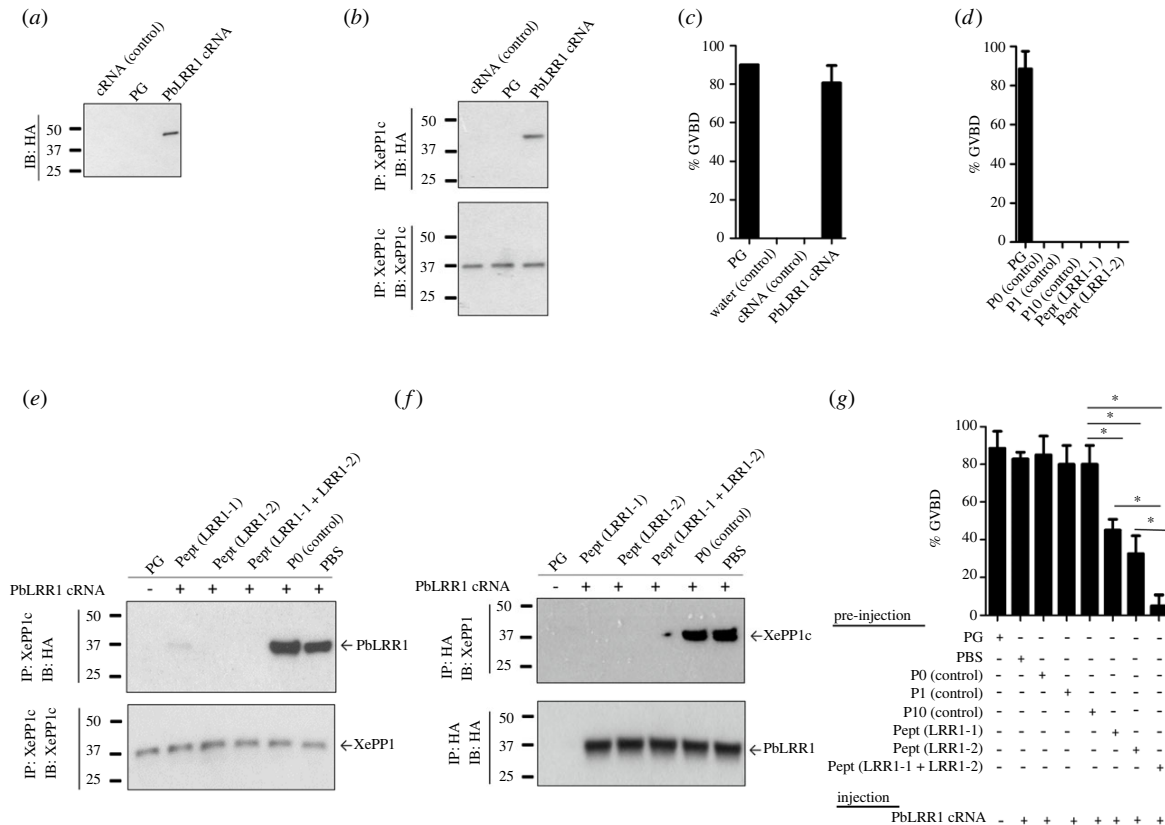 (a)
cRNA (control)
PG
PbLRR1 cRNA
IB: HA
50
37
25
(b)
cRNA (control)
PG
PbLRR1 cRNA
IP: XePP1c
IB: HA
50
37
25
IP: XePP1c
IB: XePP1c
50
37
25
(c)
% GVBD
100
80
60
40
20
0
PG
water (control)
cRNA (control)
PbLRR1 cRNA
(d)
% GVBD
100
80
60
40
20
0
PG
P0 (control)
P1 (control)
P10 (control)
Pept (LRR1-1)
Pept (LRR1-2)
(e)
PG
Pept (LRR1-1)
Pept (LRR1-2)
Pept (LRR1-1 + LRR1-2)
P0 (control)
PBS
PbLRR1 cRNA - + + + + +
IP: XePP1c
IB: HA
50
37
25
←PbLRR1
IP: XePP1c
IB: XePP1c
50
37
25
←XePP1
(f)
PG
Pept (LRR1-1)
Pept (LRR1-2)
Pept (LRR1-1 + LRR1-2)
P0 (control)
PBS
PbLRR1 cRNA - + + + + +
IP: HA
IB: XePP1
50
37
25
←XePP1c
IP: HA
IB: HA
50
37
25
←PbLRR1
(g)
* * * * *
% GVBD
100
80
60
40
20
0
pre-injection
PG + - - - - - - -
PBS - + - - - - - -
P0 (control) - - + - - - - -
P1 (control) - - - + - - - -
P10 (control) - - - - + - - -
Pept (LRR1-1) - - - - - + - -
Pept (LRR1-2) - - - - - - + -
Pept (LRR1-1 + LRR1-2) - - - - - - - +
injection
PbLRR1 cRNA - + + + + + + +